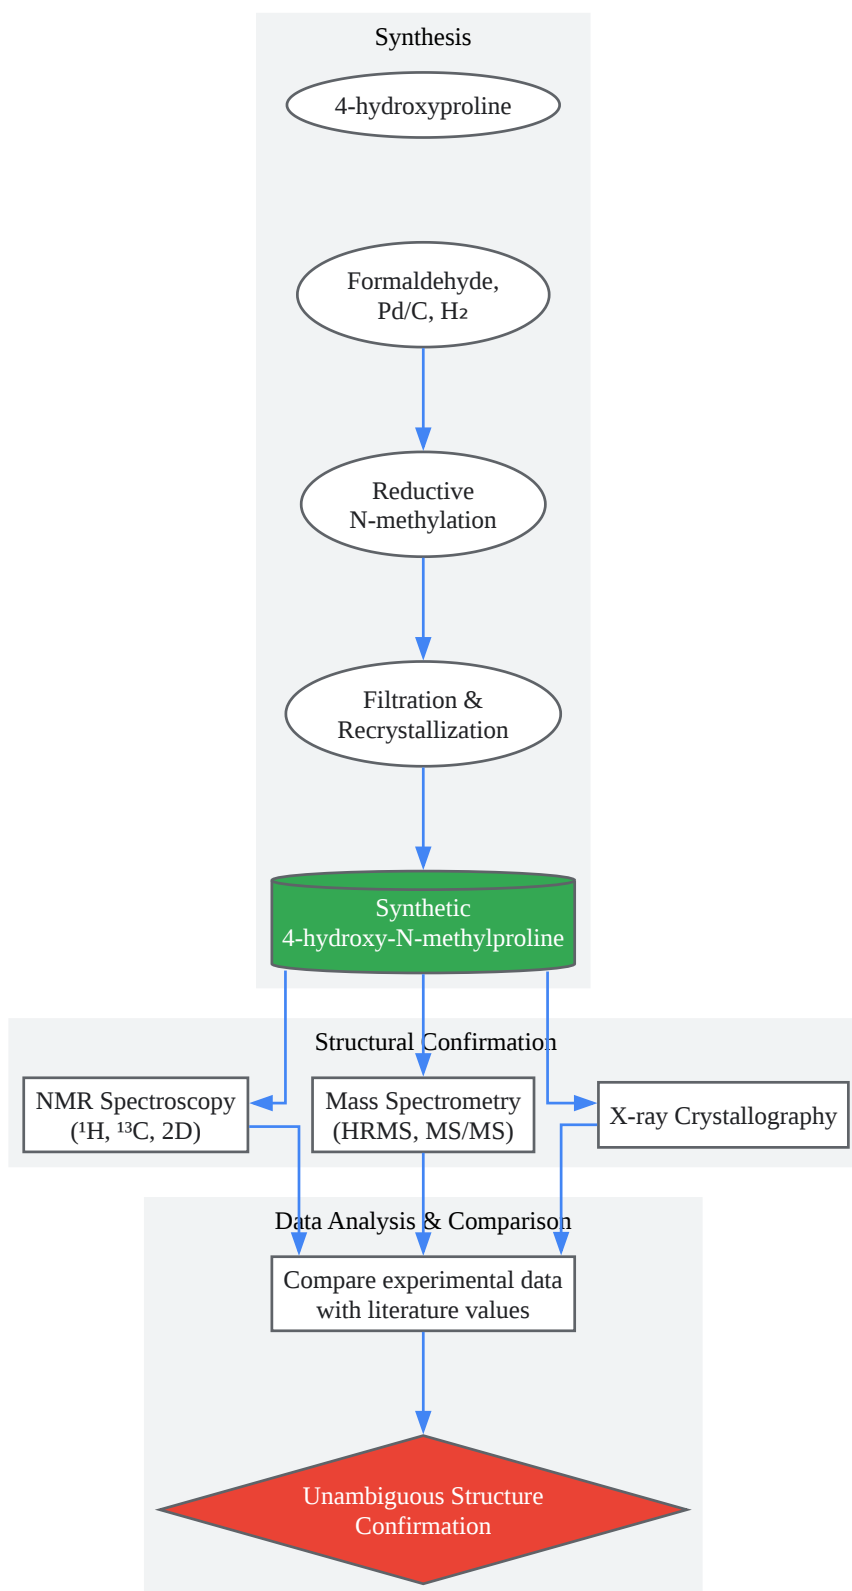 Synthesis
4-hydroxyproline
Formaldehyde,
Pd/C, H₂
Reductive
N-methylation
Filtration &
Recrystallization
Synthetic
4-hydroxy-N-methylproline
Structural Confirmation
NMR Spectroscopy
(¹H, ¹³C, 2D)
Mass Spectrometry
(HRMS, MS/MS)
X-ray Crystallography
Data Analysis & Comparison
Compare experimental data
with literature values
Unambiguous Structure
Confirmation